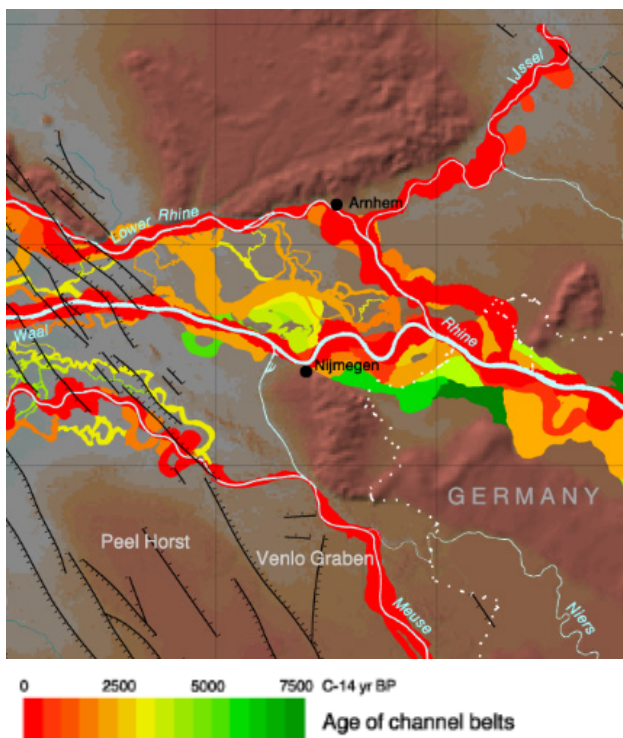 IJssel
Arnhem
Lower Rhine
Rhine
Waal
Nijmegen
GERMANY
Peel Horst
Venlo Graben
Meuse
Niers
0 2500 5000 7500 C-14 yr BP
Age of channel belts